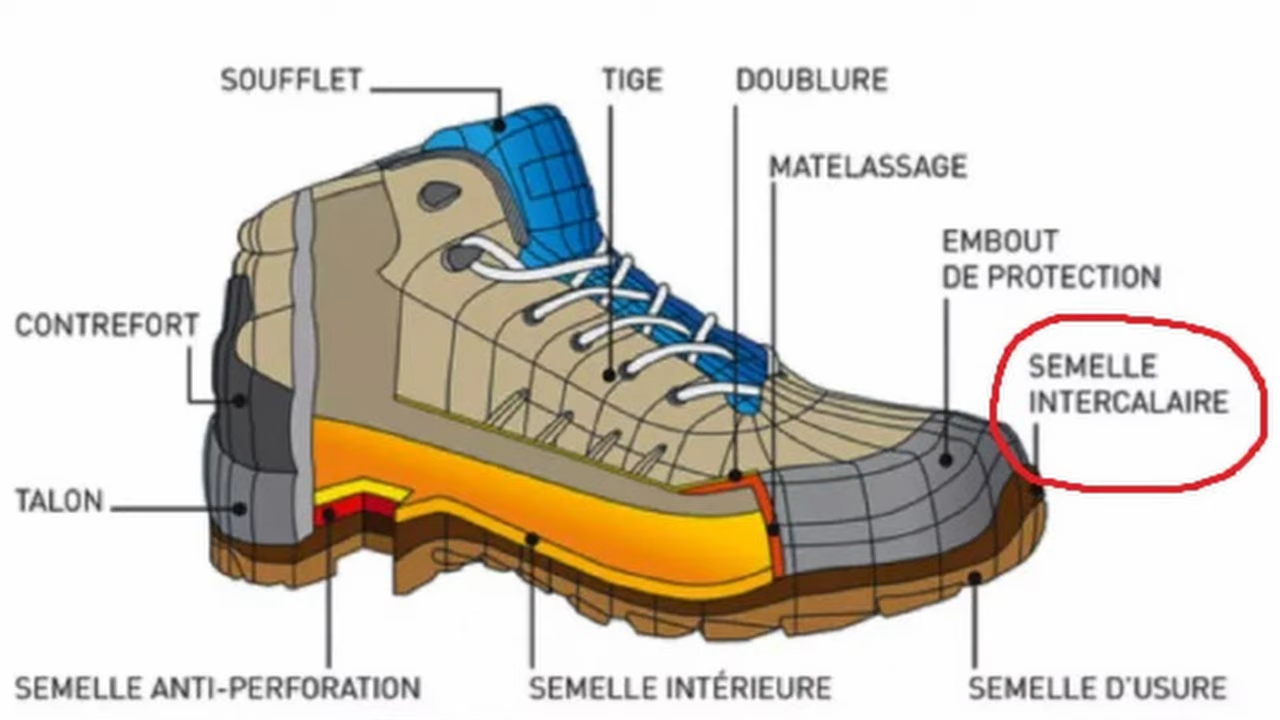 SOUFFLET
TIGE
DOUBLURE
MATELASSAGE
EMBOUT
DE PROTECTION
CONTREFORT
SEMELLE
INTERCALAIRE
TALON
SEMELLE ANTI-PERFORATION
SEMELLE INTÉRIEURE
SEMELLE D'USURE